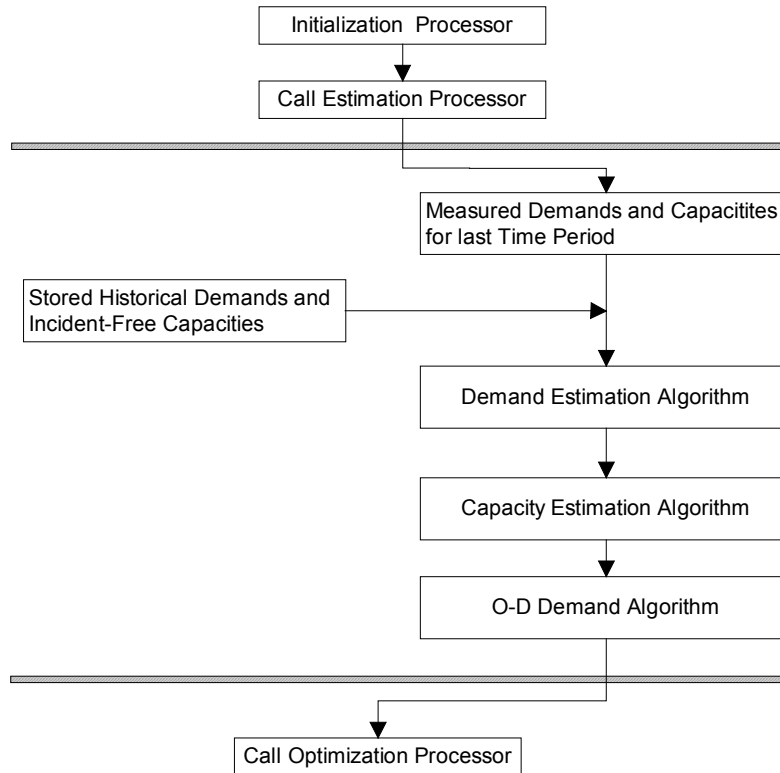 Initialization Processor
Call Estimation Processor
Measured Demands and Capacitites
for last Time Period
Stored Historical Demands and
Incident-Free Capacities
Demand Estimation Algorithm
Capacity Estimation Algorithm
O-D Demand Algorithm
Call Optimization Processor